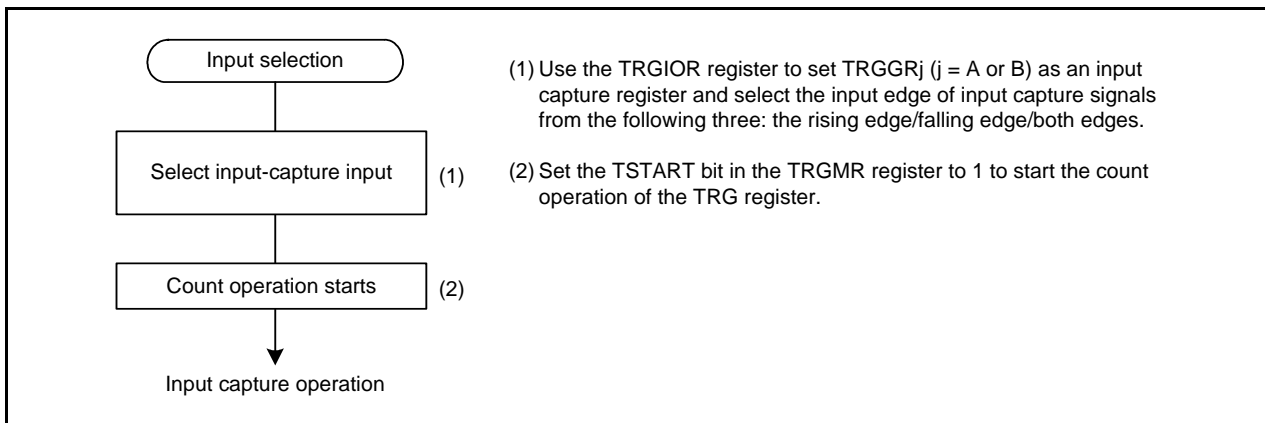 Input selection
Select input-capture input
(1)
Count operation starts
(2)
Input capture operation
(1) Use the TRGIOR register to set TRGGRj (j = A or B) as an input
capture register and select the input edge of input capture signals
from the following three: the rising edge/falling edge/both edges.
(2) Set the TSTART bit in the TRGMR register to 1 to start the count
operation of the TRG register.